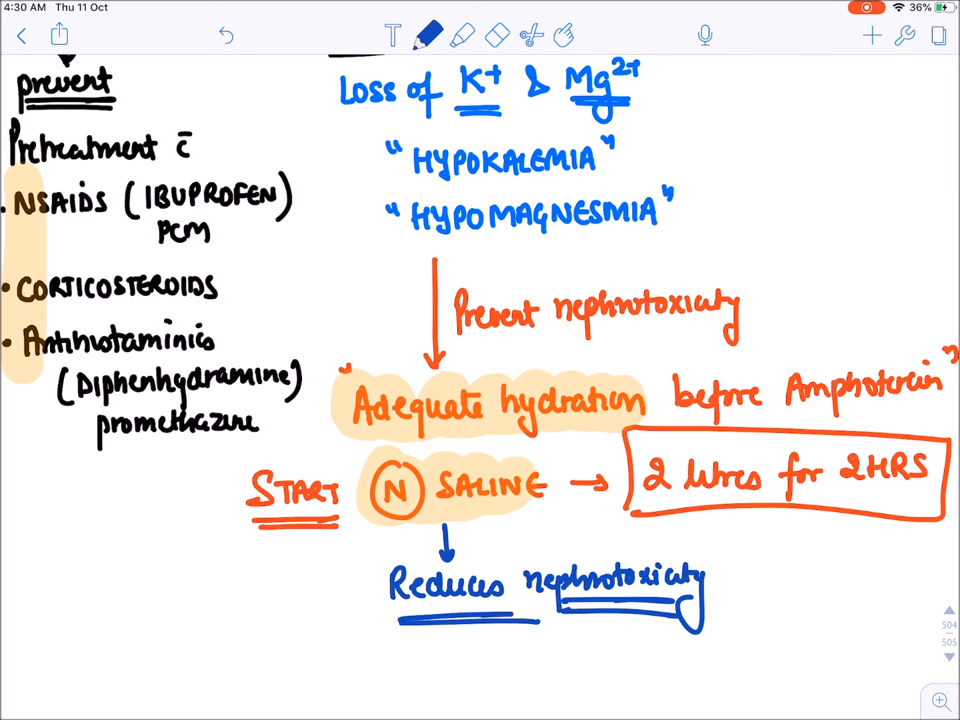 4:30 AM Thu 11 Oct
36%
T
prevent
Pretreatment c̄
• NSAIDS (IBUPROFEN)
PCM
• CORTICOSTEROIDS
• Antihistaminics
(Diphenhydramine)
promethazine
Loss of K+ & Mg2+
"HYPOKALEMIA"
"HYPOMAGNESMIA"
Prevent nephrotoxicity
"Adequate hydration before Amphotericin"
START N SALINE → 2 litres for 2HRS
Reduces nephrotoxicity
504
505